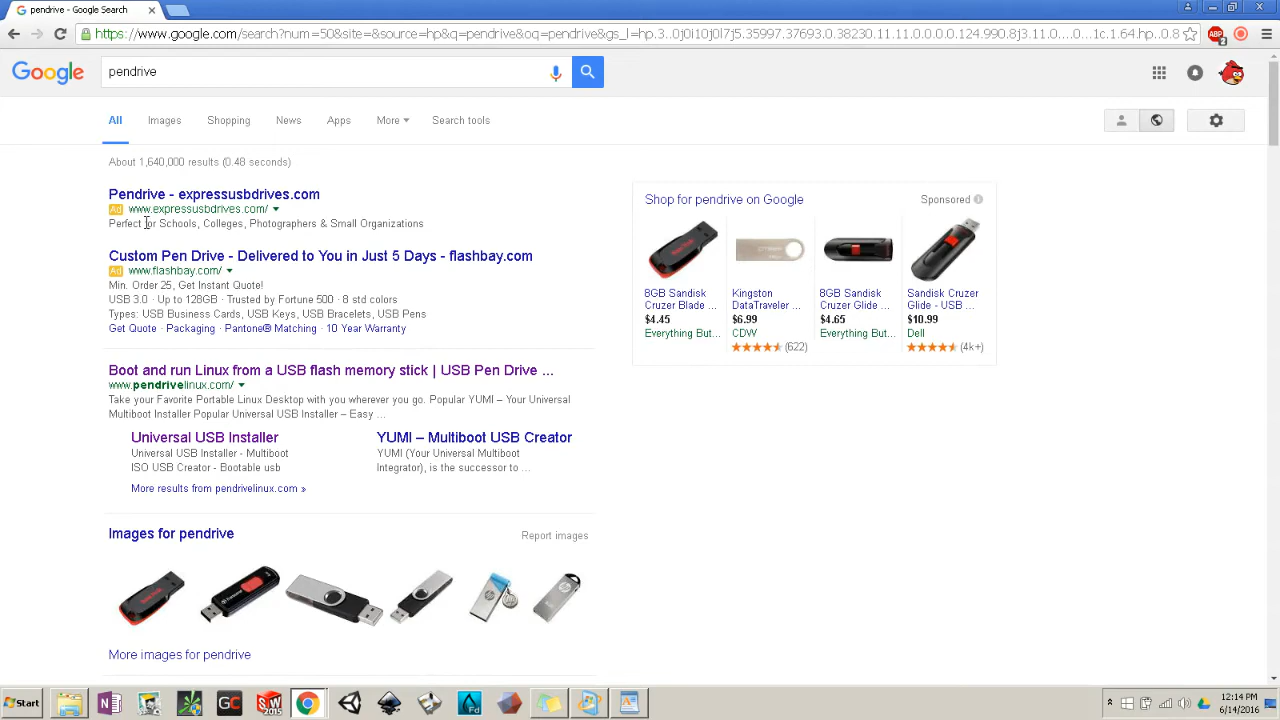 pendrive - Google Search
https://www.google.com/search?num=50&site=&source=hp&q=pendrive&oq=pendrive&gs_l=hp.3...0j0i10j0l7j5.35997.37693.0.38230.11.11.0.0.0.0.124.998.8j3.11.0....0...1c.1.64.hp..0.8
ABP
2
Google
pendrive
All
Images
Shopping
News
Apps
More
Search tools
About 1,640,000 results (0.48 seconds)
Pendrive - expressusbdrives.com
Ad www.expressusbdrives.com/
Perfect for Schools, Colleges, Photographers & Small Organizations
Custom Pen Drive - Delivered to You in Just 5 Days - flashbay.com
Ad www.flashbay.com/
Min. Order 25, Get Instant Quote!
USB 3.0 · Up to 128GB · Trusted by Fortune 500 · 8 std colors
Types: USB Business Cards, USB Keys, USB Bracelets, USB Pens
Get Quote · Packaging · Pantone® Matching · 10 Year Warranty
Boot and run Linux from a USB flash memory stick | USB Pen Drive ...
www.pendrivelinux.com/
Take your Favorite Portable Linux Desktop with you wherever you go. Popular YUMI – Your Universal
Multiboot Installer Popular Universal USB Installer – Easy ...
Universal USB Installer
Universal USB Installer - Multiboot
ISO USB Creator - Bootable usb
YUMI – Multiboot USB Creator
YUMI (Your Universal Multiboot
Integrator), is the successor to ...
More results from pendrivelinux.com »
Images for pendrive
Report images
More images for pendrive
Shop for pendrive on Google
Sponsored
8GB Sandisk
Cruzer Blade ...
$4.45
Everything But...
Kingston
DataTraveler ...
$6.99
CDW
(622)
8GB Sandisk
Cruzer Glide ...
$4.65
Everything But...
Sandisk Cruzer
Glide - USB ...
$10.99
Dell
(4k+)
Start
GC
SW
2015
Fd
12:14 PM
6/14/2016